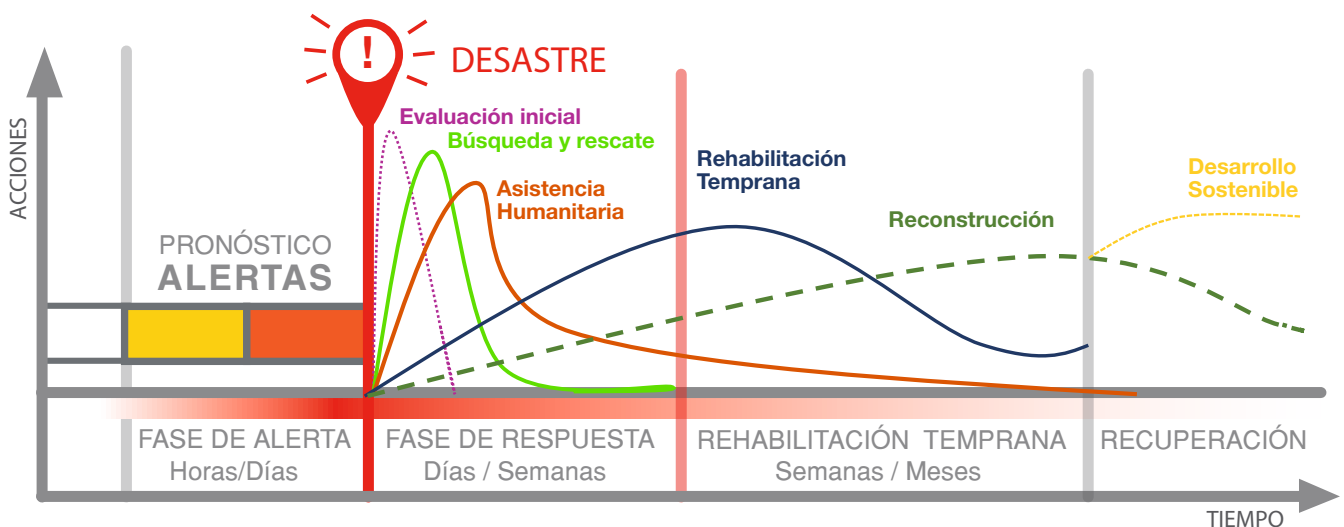 !
DESASTRE
ACCIONES
Evaluación inicial
Búsqueda y rescate
Asistencia
Humanitaria
Rehabilitación
Temprana
Reconstrucción
Desarrollo
Sostenible
PRONÓSTICO
ALERTAS
FASE DE ALERTA
Horas/Días
FASE DE RESPUESTA
Días / Semanas
REHABILITACIÓN TEMPRANA
Semanas / Meses
RECUPERACIÓN
TIEMPO